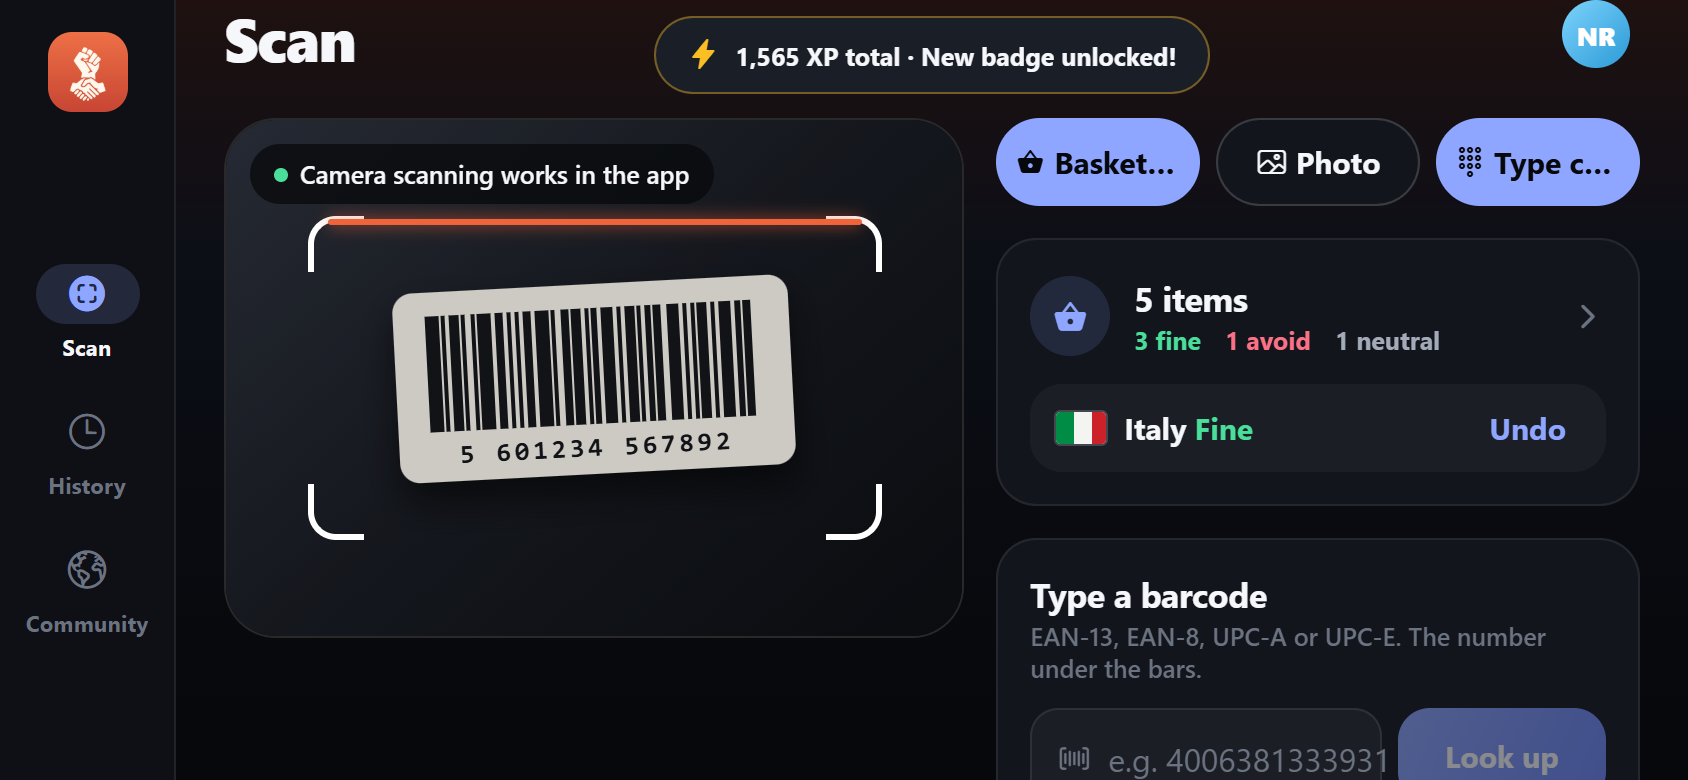 Scan
⚡ 1,565 XP total · New badge unlocked!
NR
Camera scanning works in the app
5 601234 567892
Basket...
Photo
Type c...
5 items
3 fine 1 avoid 1 neutral
Italy Fine
Undo
Type a barcode
EAN-13, EAN-8, UPC-A or UPC-E. The number
under the bars.
e.g. 4006381333931
Look up
Scan
History
Community